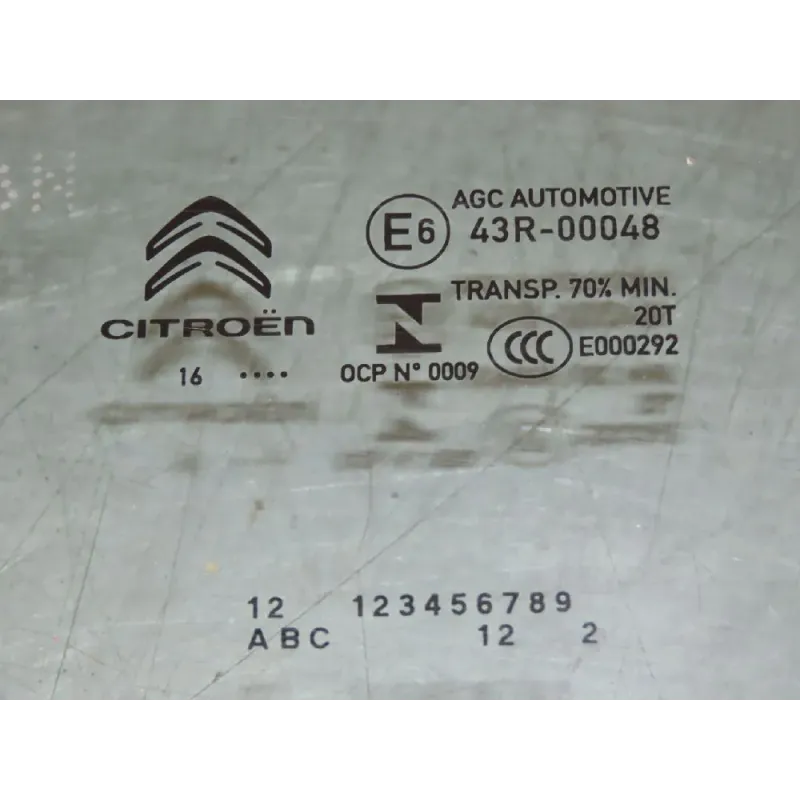 AGC AUTOMOTIVE
E6 43R-00048
CITROËN
TRANSP. 70% MIN.
20T
CCC E000292
16 ····
OCP N° 0009
12 123456789
ABC 12 2